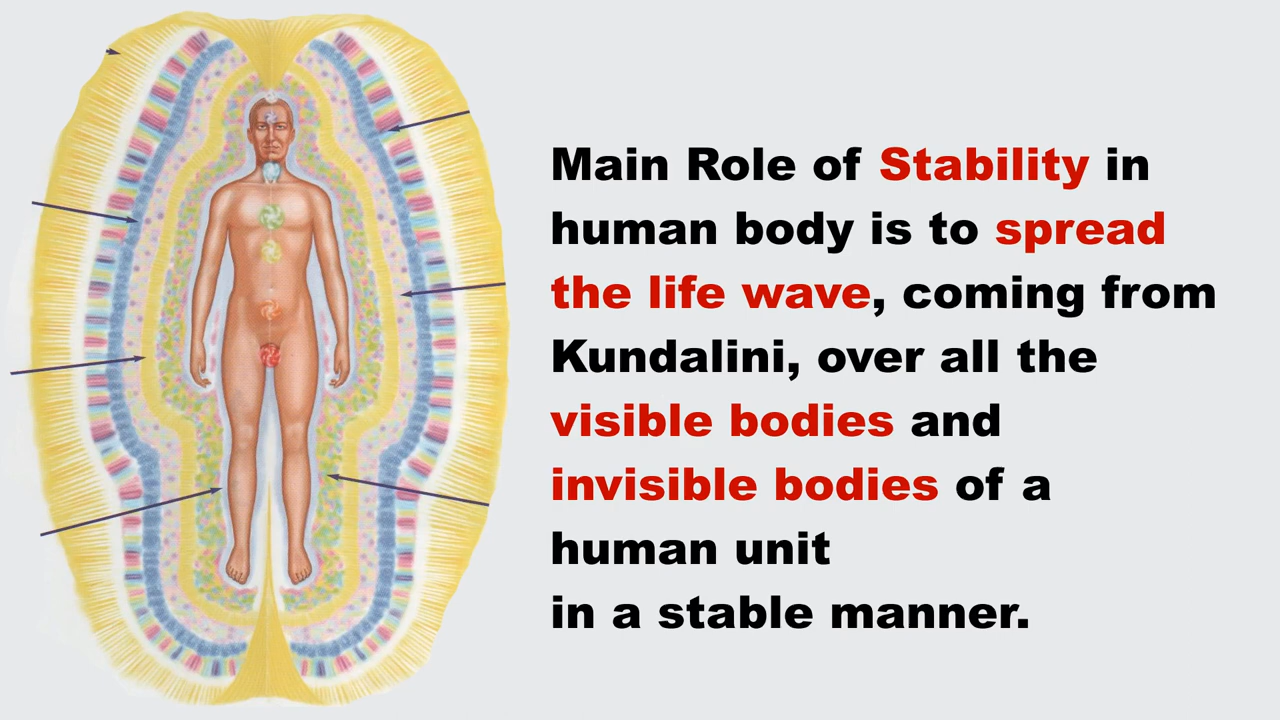 Main Role of Stability in
human body is to spread
the life wave, coming from
Kundalini, over all the
visible bodies and
invisible bodies of a
human unit
in a stable manner.